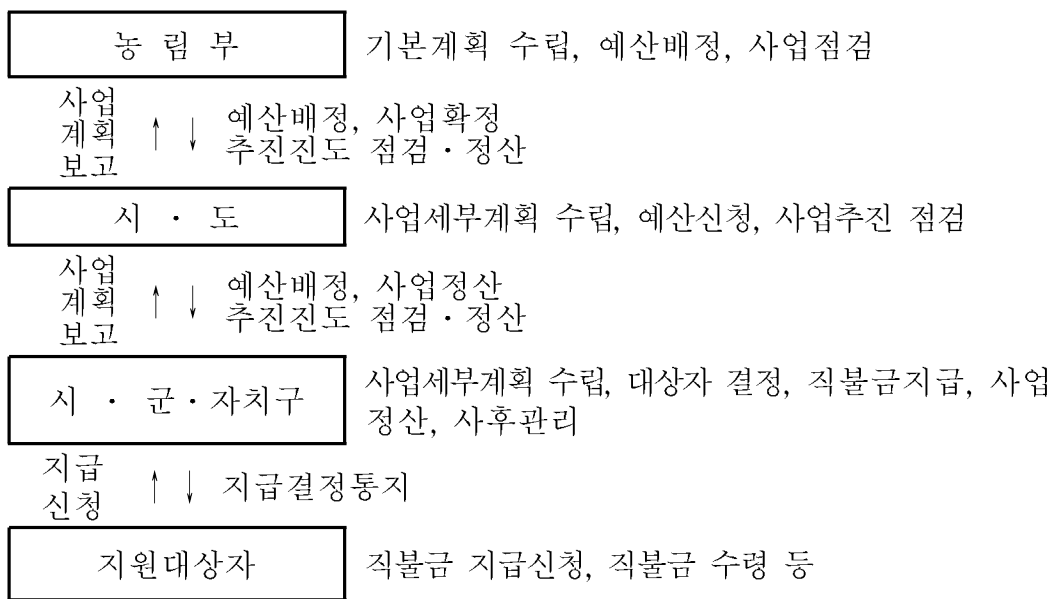 농 림 부 기본계획 수립, 예산배정, 사업점검
사업
계획
보고
↑ ↓
예산배정, 사업확정
추진진도 점검·정산
시 · 도 사업세부계획 수립, 예산신청, 사업추진 점검
사업
계획
보고
↑ ↓
예산배정, 사업정산
추진진도 점검·정산
시 · 군·자치구
사업세부계획 수립, 대상자 결정, 직불금지급, 사업
정산, 사후관리
지급
신청
↑ ↓ 지급결정통지
지원대상자 직불금 지급신청, 직불금 수령 등